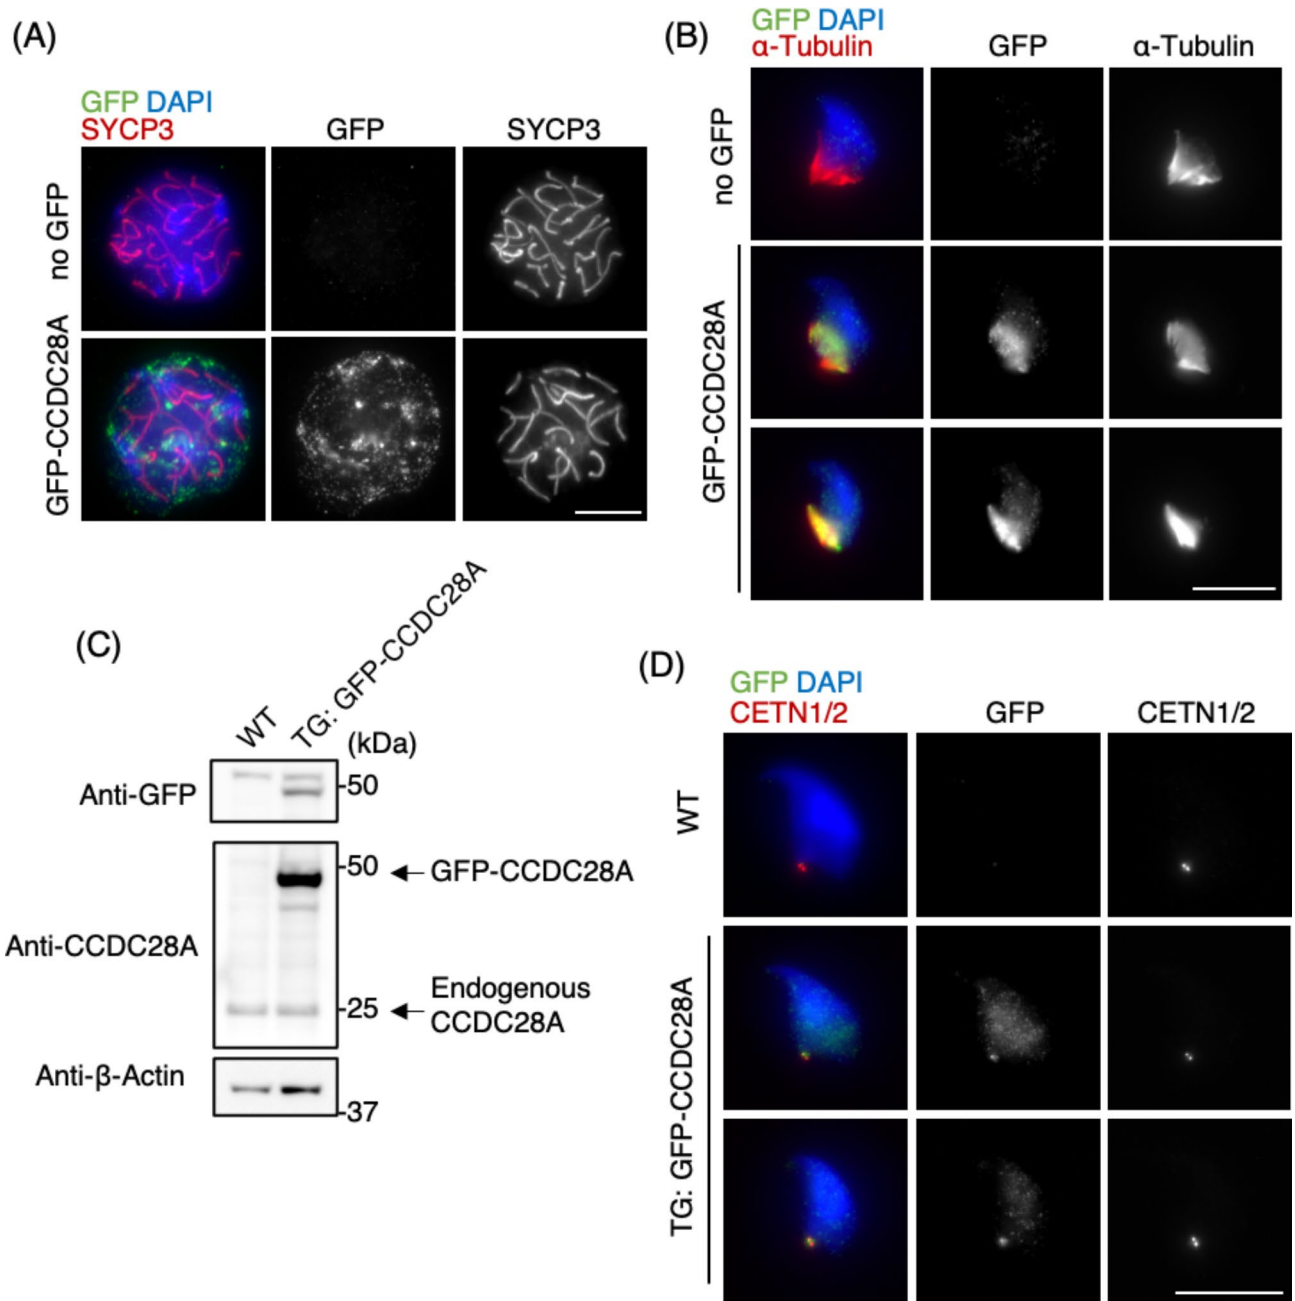 (A)
GFP DAPI
SYCP3
GFP
SYCP3
no GFP
GFP-CCDC28A
(B)
GFP DAPI
α-Tubulin
GFP
α-Tubulin
no GFP
GFP-CCDC28A
(C)
WT
TG: GFP-CCDC28A
(kDa)
Anti-GFP
-50
Anti-CCDC28A
-50
GFP-CCDC28A
-25
Endogenous
CCDC28A
Anti-β-Actin
-37
(D)
GFP DAPI
CETN1/2
GFP
CETN1/2
WT
TG: GFP-CCDC28A